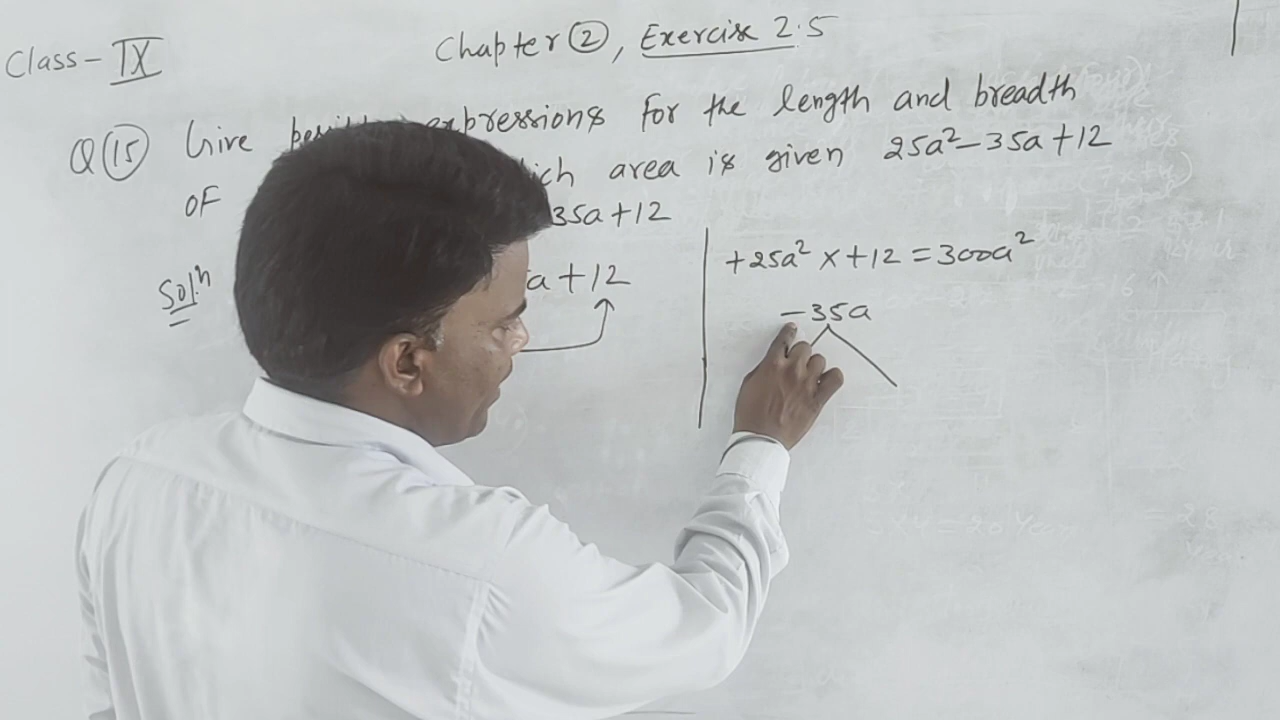 Class - IX
Chapter ②, Exercise 2.5
Q ⑮ Give expressions for the length and breadth
of which area is given 25a² - 35a + 12
35a + 12
Solⁿ a + 12
+25a² x +12 = 300a²
-35a